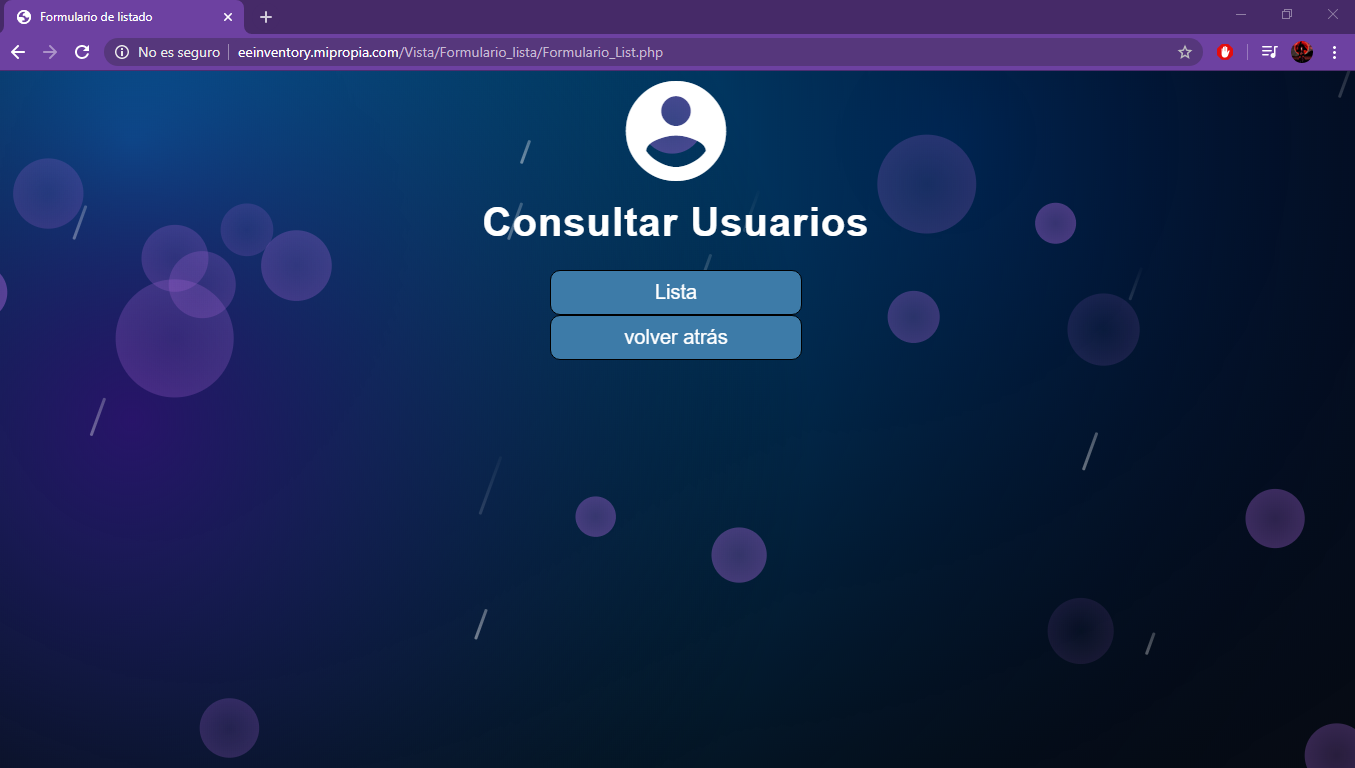 Formulario de listado
No es seguro eeinventory.mipropia.com/Vista/Formulario_lista/Formulario_List.php
Consultar Usuarios
Lista
volver atrás